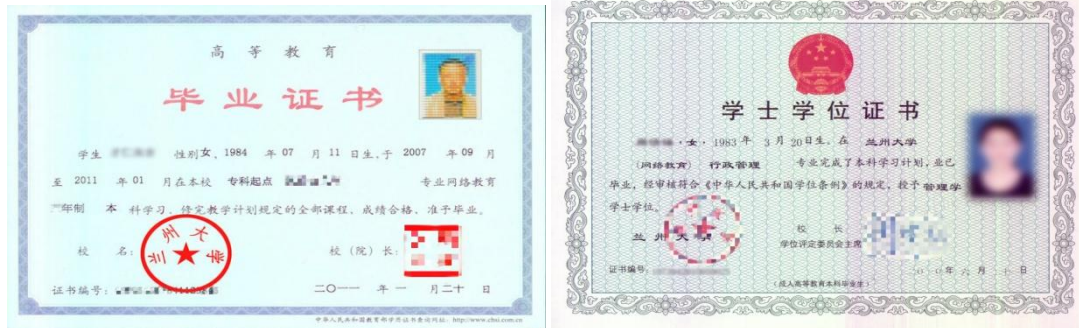 高等教育
毕业证书
学生 性别女，1984 年 07 月 11 日生，于 2007 年 09 月
至 2011 年 01 月在本校 专科起点 专业网络教育
年制 本 科学习，修完教学计划规定的全部课程，成绩合格，准予毕业。
校 名： 校（院）长：
兰州大学
证书编号： 二〇一一 年 一 月二十 日
中华人民共和国教育部学历证书查询网址：http://www.chsi.com.cn
学士学位证书
，女，1983 年 3 月 20日生。在 兰州大学
（网络教育） 行政管理 专业完成了本科学习计划，业已
毕业，经审核符合《中华人民共和国学位条例》的规定，授予 管理学
学士学位。
兰州大 校 长
学位评定委员会主席
证书编号： 年六月 日
（成人高等教育本科毕业生）